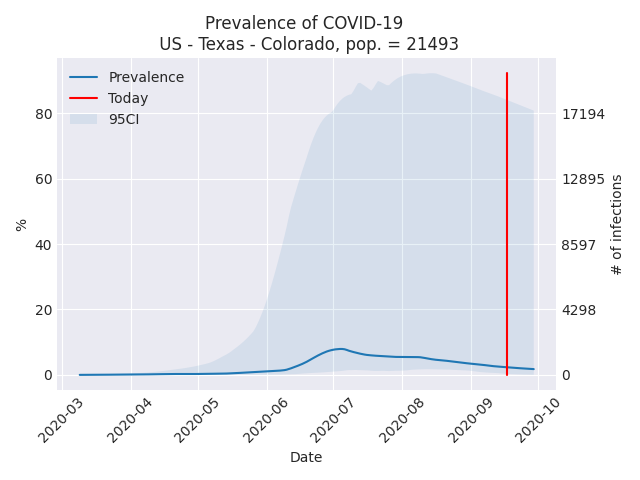 Prevalence of COVID-19
US - Texas - Colorado, pop. = 21493
Prevalence
Today
95CI
80
60
40
20
0
%
17194
12895
8597
4298
0
# of infections
2020-03
2020-04
2020-05
2020-06
2020-07
2020-08
2020-09
2020-10
Date